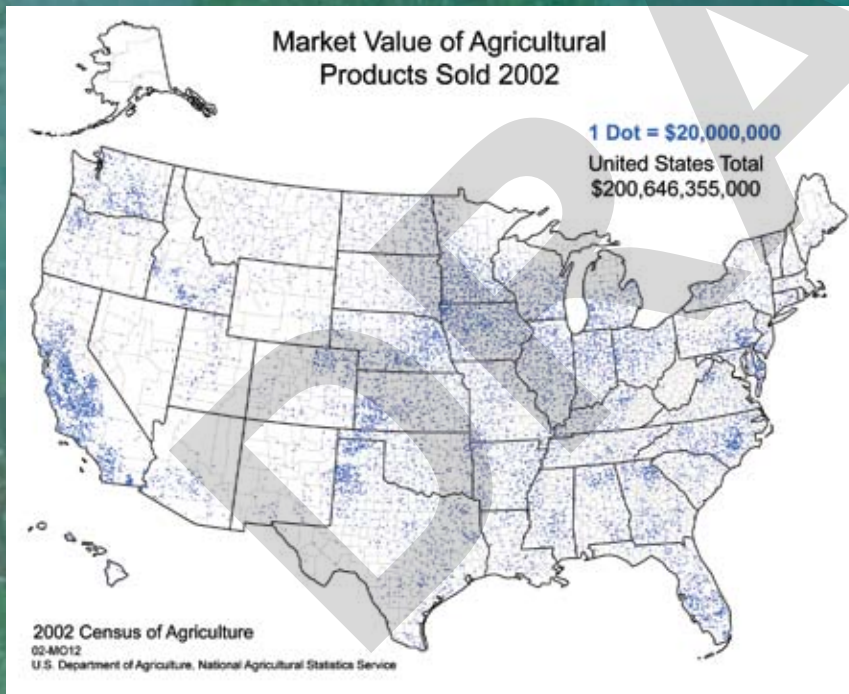 Market Value of Agricultural
Products Sold 2002
1 Dot = $20,000,000
United States Total
$200,646,355,000
2002 Census of Agriculture
02-MO12
U.S. Department of Agriculture, National Agricultural Statistics Service